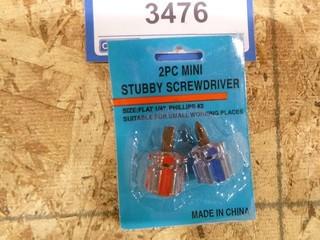 3476
2PC MINI
STUBBY SCREWDRIVER
SIZE:FLAT 1/4" PHILLIPS #2
SUITABLE FOR SMALL WORKING PLACES
MADE IN CHINA